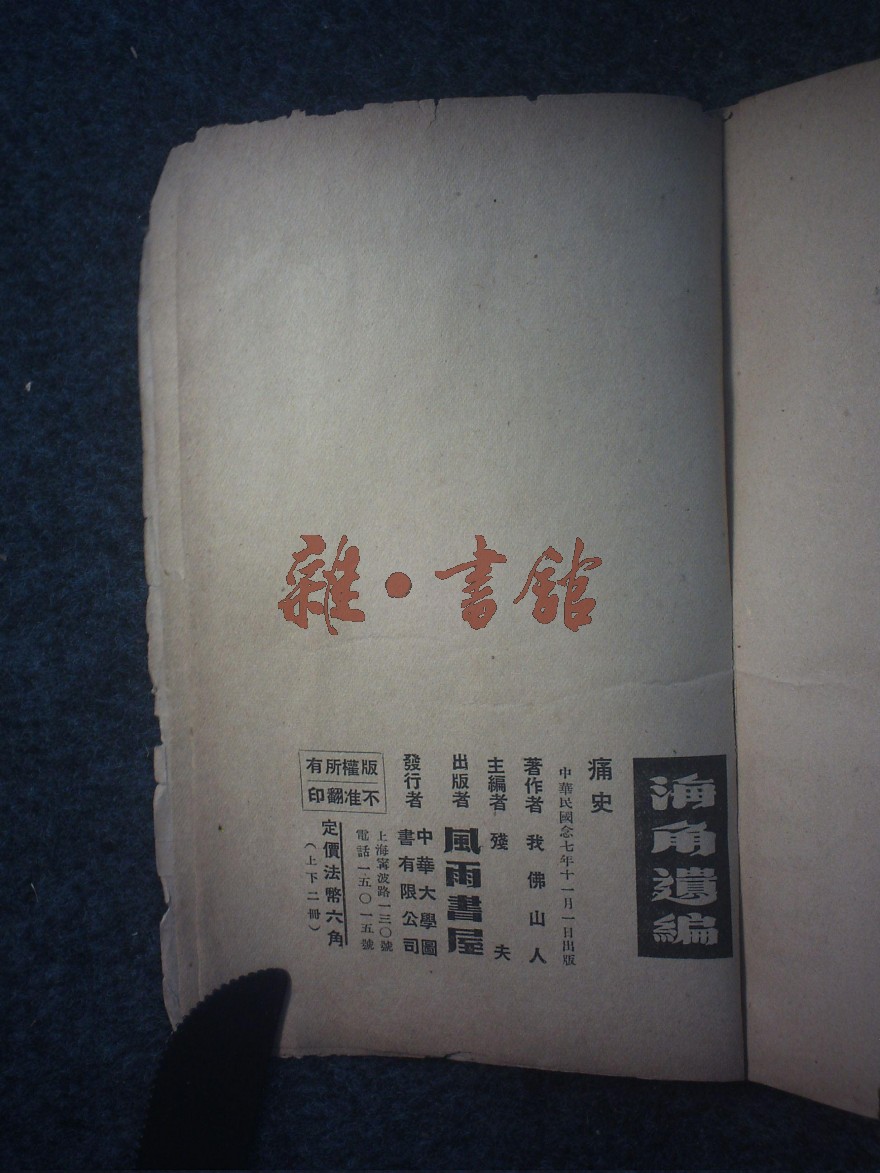 雜·書舘
海角遺編
痛史
中華民國念七年十一月一日出版
著作者 我佛山人
主編者 殘夫
出版者 風雨書屋
發行者 中華大學圖書有限公司
上海寧波路一三〇號
電話一五〇一五號
版權所有
不准翻印
定價法幣六角
(上下二冊)